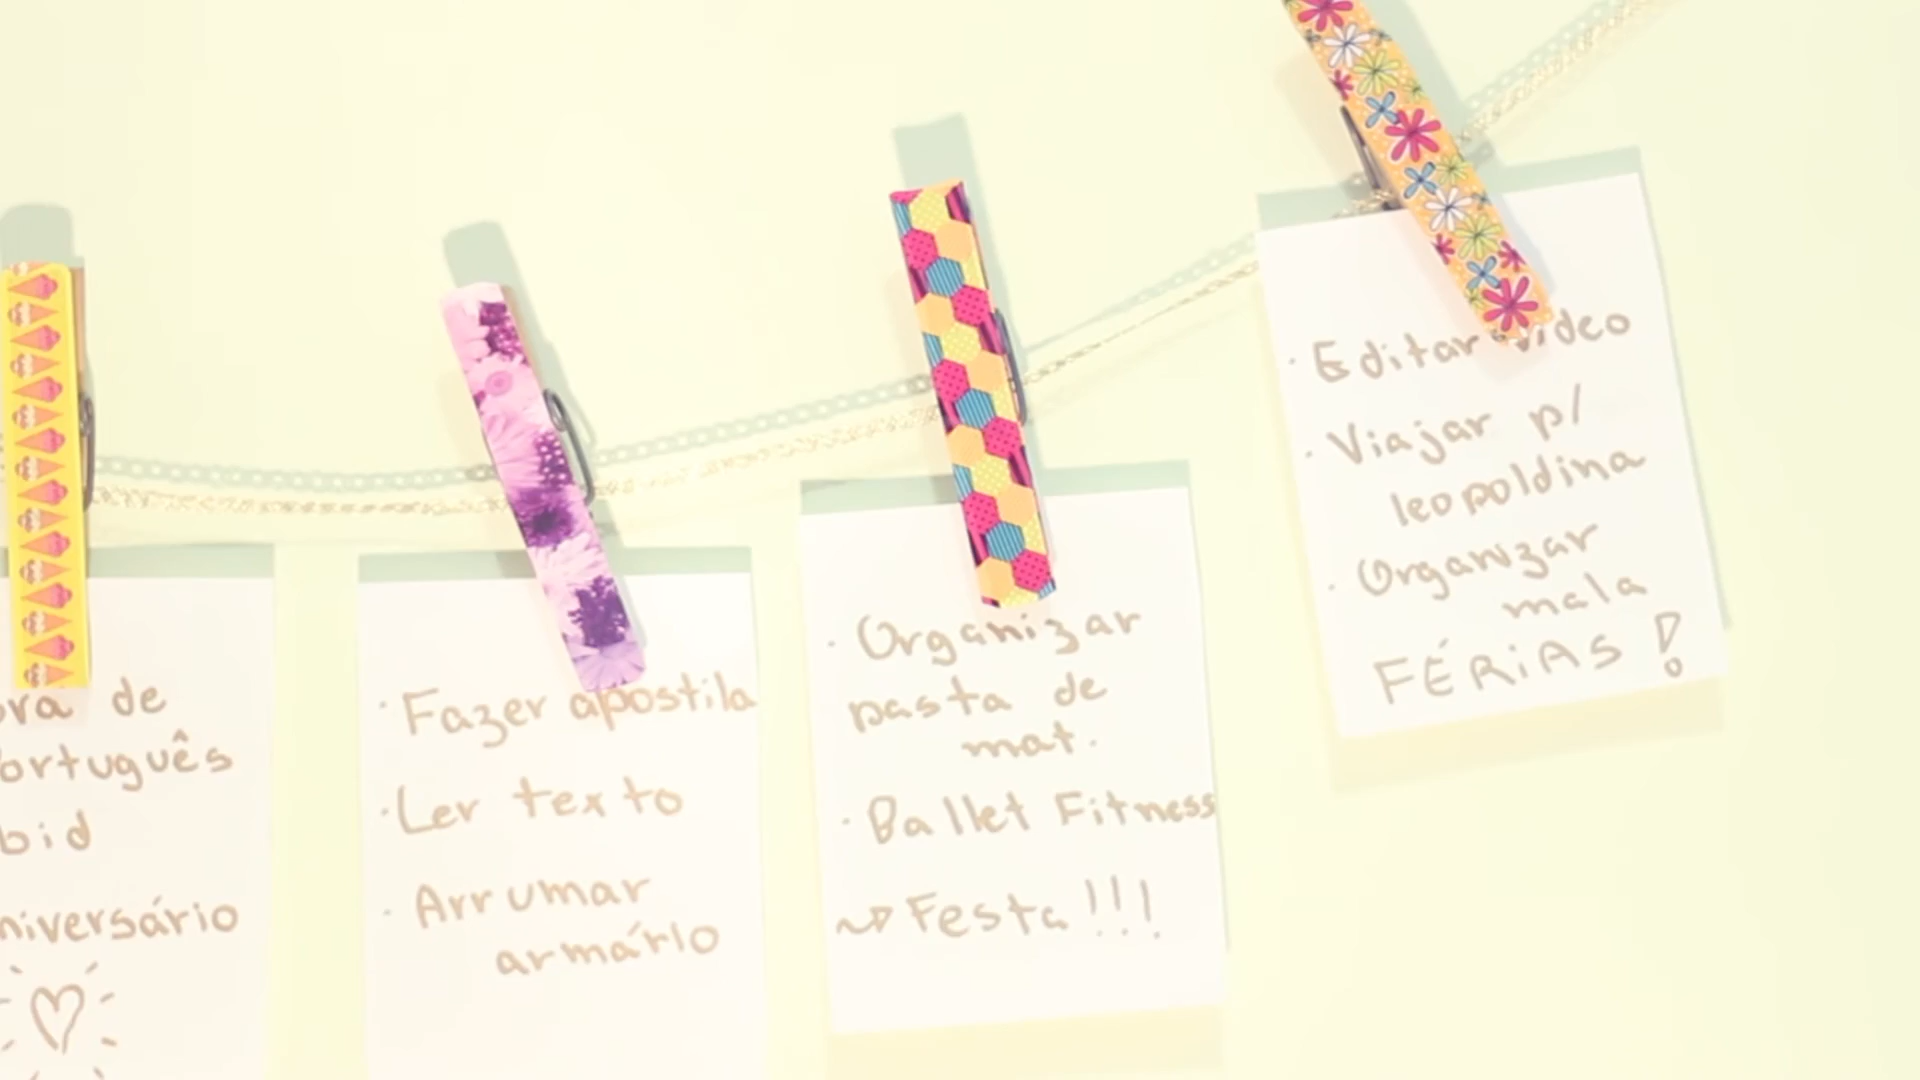 de
ortuguês
bid
niversário
· Fazer apostila
· Ler texto
· Arrumar
armário
· Organizar
pasta de
mat.
· Ballet Fitness
Festa!!!
· Editar vídeo
· Viajar p/
leopoldina
· Organizar
mala
FÉRIAS!